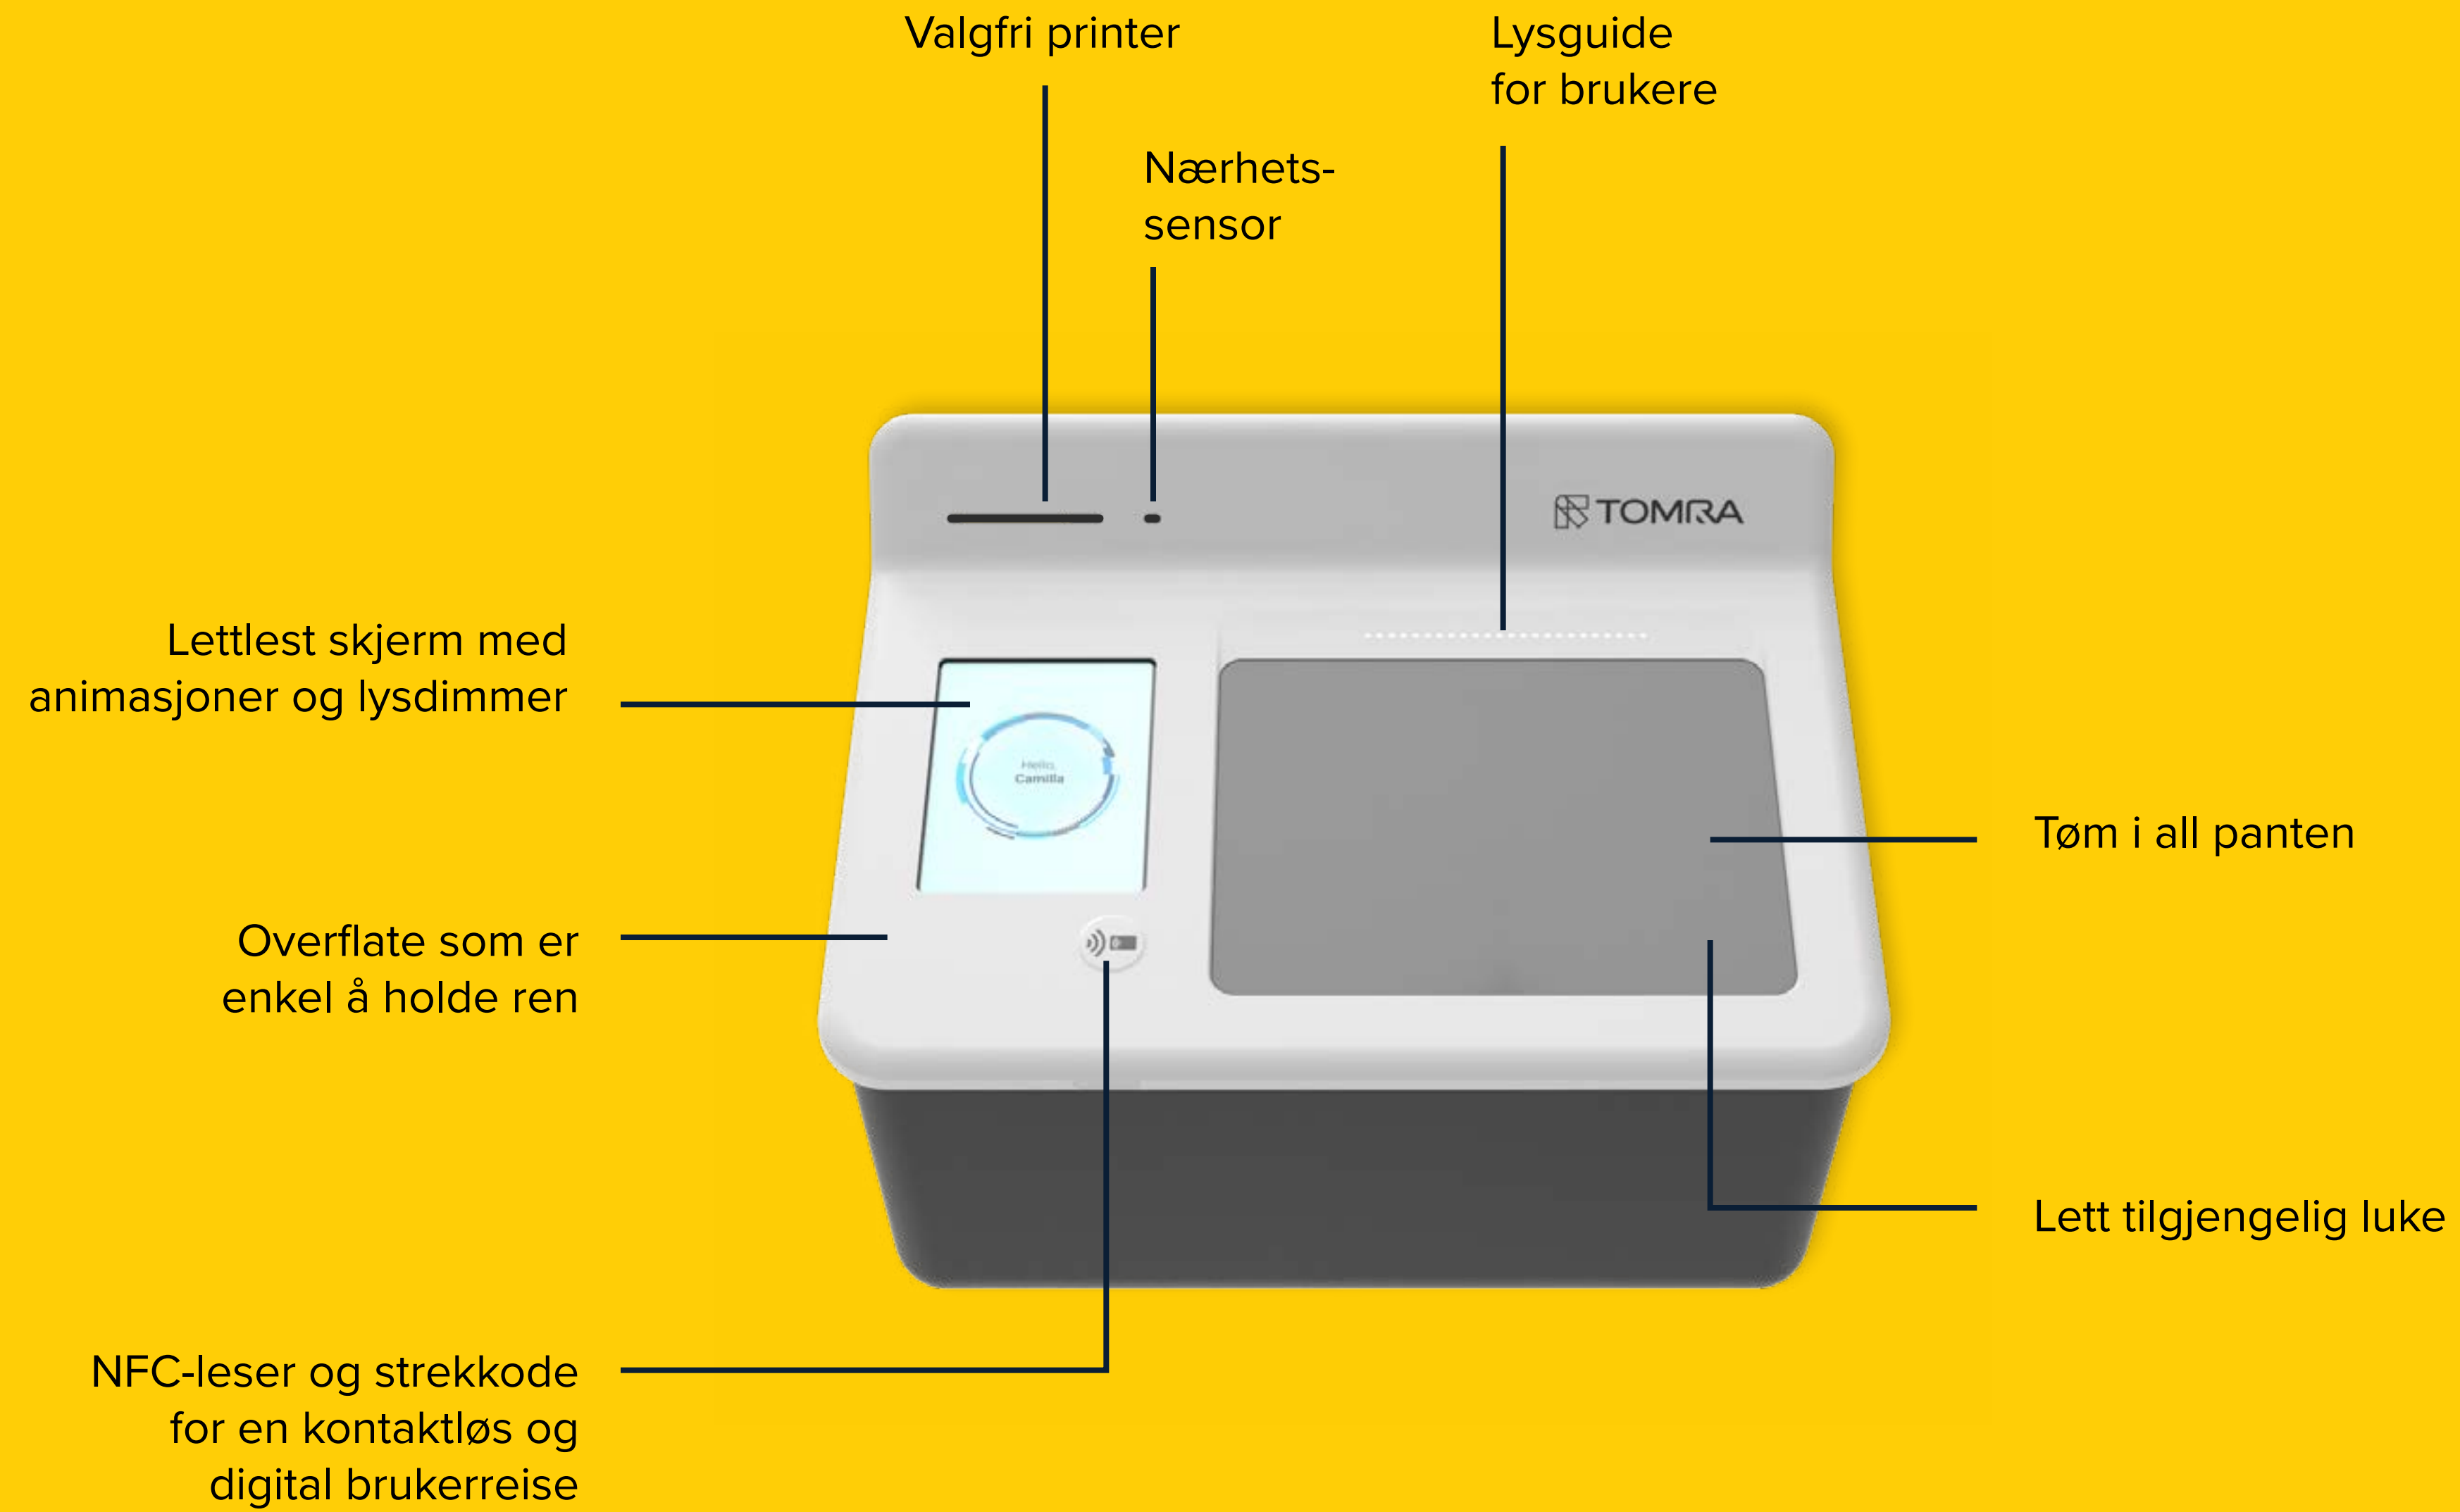 Valgfri printer
Lysguide
for brukere
Nærhets-
sensor
TOMRA
Lettlest skjerm med
animasjoner og lysdimmer
Hello,
Camilla
Tøm i all panten
Overflate som er
enkel å holde ren
Lett tilgjengelig luke
NFC-leser og strekkode
for en kontaktløs og
digital brukerreise